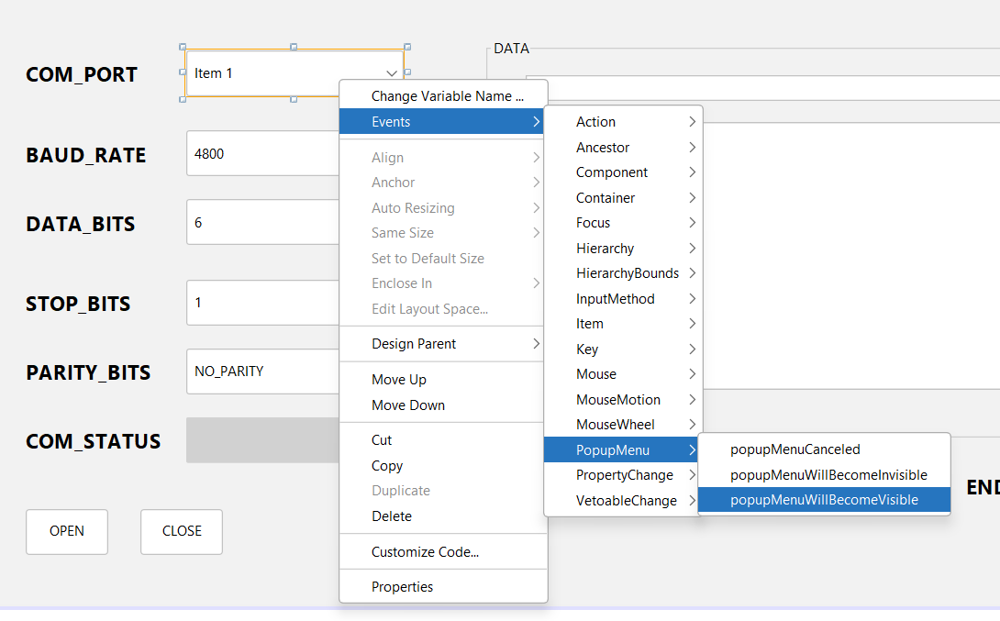 DATA
COM_PORT
Item 1
BAUD_RATE
4800
DATA_BITS
6
STOP_BITS
1
PARITY_BITS
NO_PARITY
COM_STATUS
OPEN
CLOSE
Change Variable Name ...
Events
Align
Anchor
Auto Resizing
Same Size
Set to Default Size
Enclose In
Edit Layout Space...
Design Parent
Move Up
Move Down
Cut
Copy
Duplicate
Delete
Customize Code...
Properties
Action
Ancestor
Component
Container
Focus
Hierarchy
HierarchyBounds
InputMethod
Item
Key
Mouse
MouseMotion
MouseWheel
PopupMenu
PropertyChange
VetoableChange
popupMenuCanceled
popupMenuWillBecomeInvisible
popupMenuWillBecomeVisible